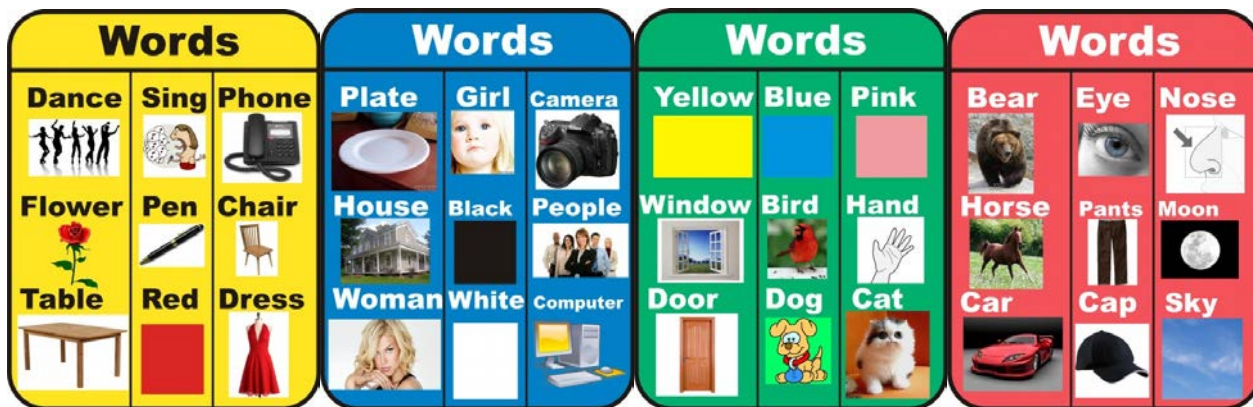 Words
Dance Sing Phone
Flower Pen Chair
Table Red Dress
Words
Plate Girl Camera
House Black People
Woman White Computer
Words
Yellow Blue Pink
Window Bird Hand
Door Dog Cat
Words
Bear Eye Nose
Horse Pants Moon
Car Cap Sky